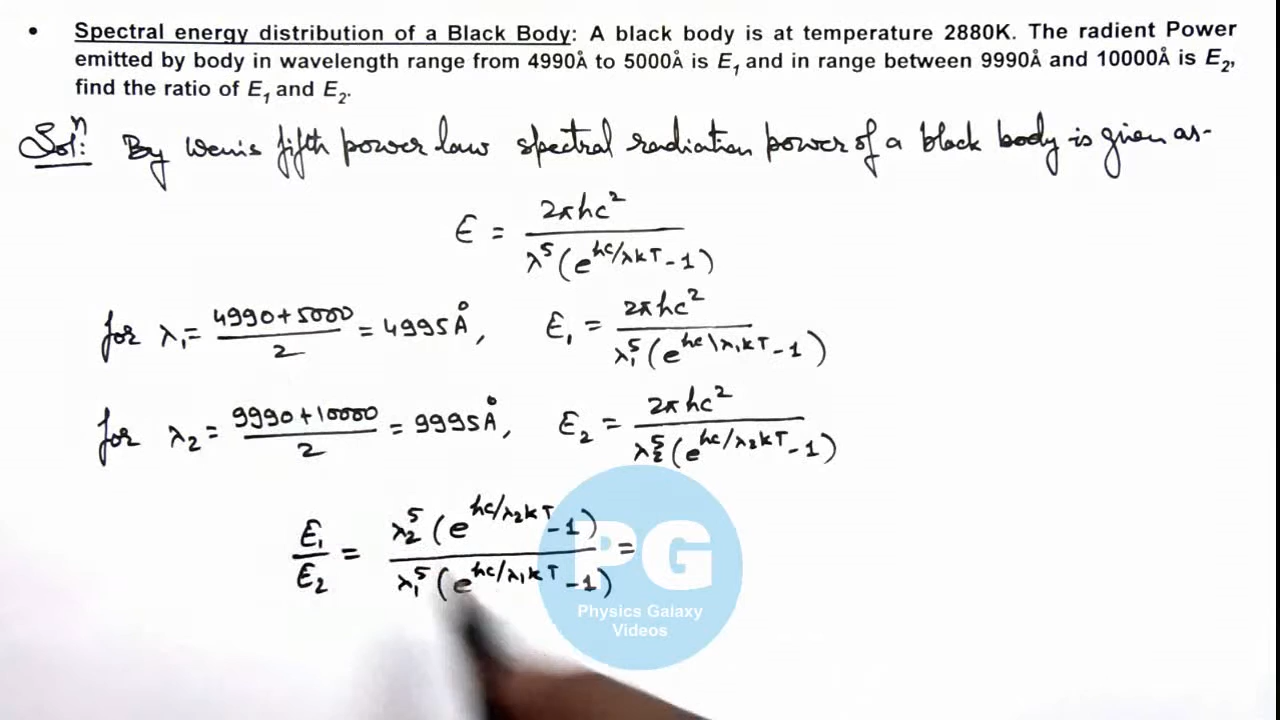 • Spectral energy distribution of a Black Body: A black body is at temperature 2880K. The radient Power
emitted by body in wavelength range from 4990Å to 5000Å is E₁ and in range between 9990Å and 10000Å is E₂,
find the ratio of E₁ and E₂.
Solⁿ: By Wenis fifth power law spectral radiation power of a black body is given as-
E = 2πhc² / λ⁵(e^(hc/λkT) - 1)
for λ₁ = (4990+5000)/2 = 4995Å, E₁ = 2πhc² / λ₁⁵(e^(hc\λ₁kT) - 1)
for λ₂ = (9990+10000)/2 = 9995Å, E₂ = 2πhc² / λ₂⁵(e^(hc/λ₂kT) - 1)
E₁/E₂ = λ₂⁵(e^(hc/λ₂kT) - 1) / λ₁⁵(e^(hc/λ₁kT) - 1) =
PG
Physics Galaxy
Videos